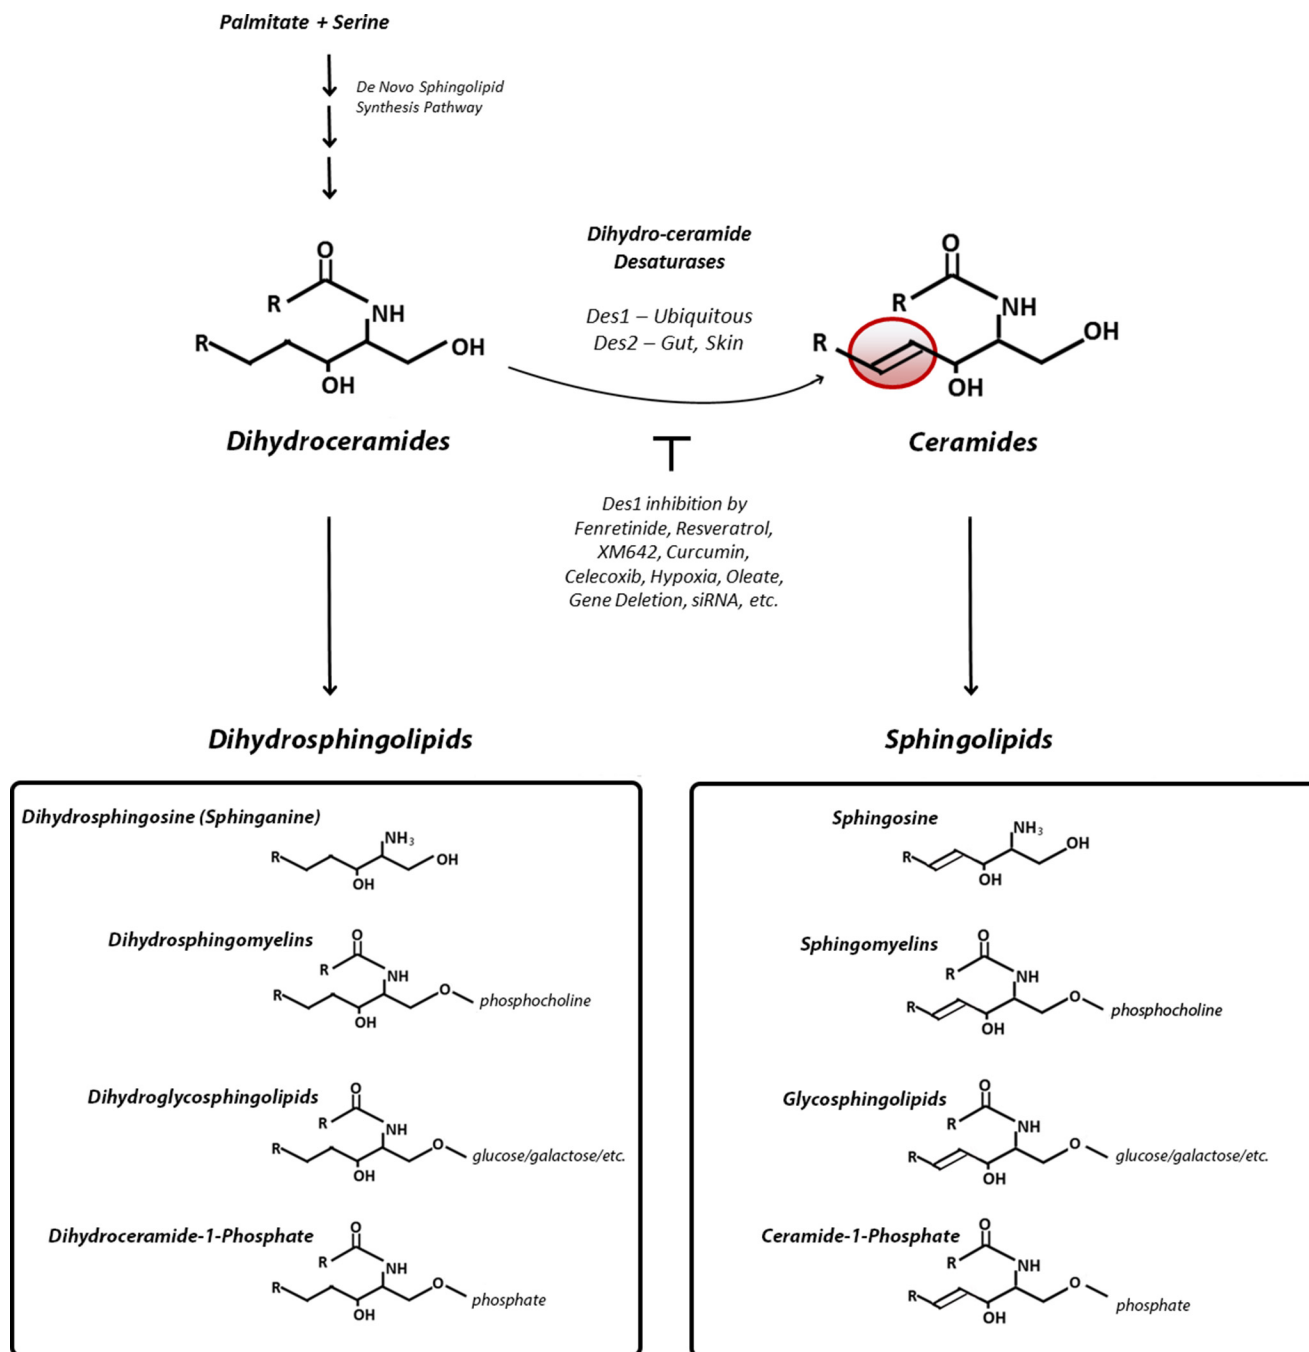 Palmitate + Serine
De Novo Sphingolipid
Synthesis Pathway
Dihydro-ceramide
Desaturases
Des1 – Ubiquitous
Des2 – Gut, Skin
O
R
NH
R
OH
OH
Dihydroceramides
O
R
NH
R
OH
OH
Ceramides
Des1 inhibition by
Fenretinide, Resveratrol,
XM642, Curcumin,
Celecoxib, Hypoxia, Oleate,
Gene Deletion, siRNA, etc.
Dihydrosphingolipids
Dihydrosphingosine (Sphinganine)
NH3
R
OH
OH
Dihydrosphingomyelins
O
R
NH
R
O
phosphocholine
OH
Dihydroglycosphingolipids
O
R
NH
R
O
glucose/galactose/etc.
OH
Dihydroceramide-1-Phosphate
O
R
NH
R
O
phosphate
OH
Sphingolipids
Sphingosine
NH3
R
OH
OH
Sphingomyelins
O
R
NH
R
O
phosphocholine
OH
Glycosphingolipids
O
R
NH
R
O
glucose/galactose/etc.
OH
Ceramide-1-Phosphate
O
R
NH
R
O
phosphate
OH